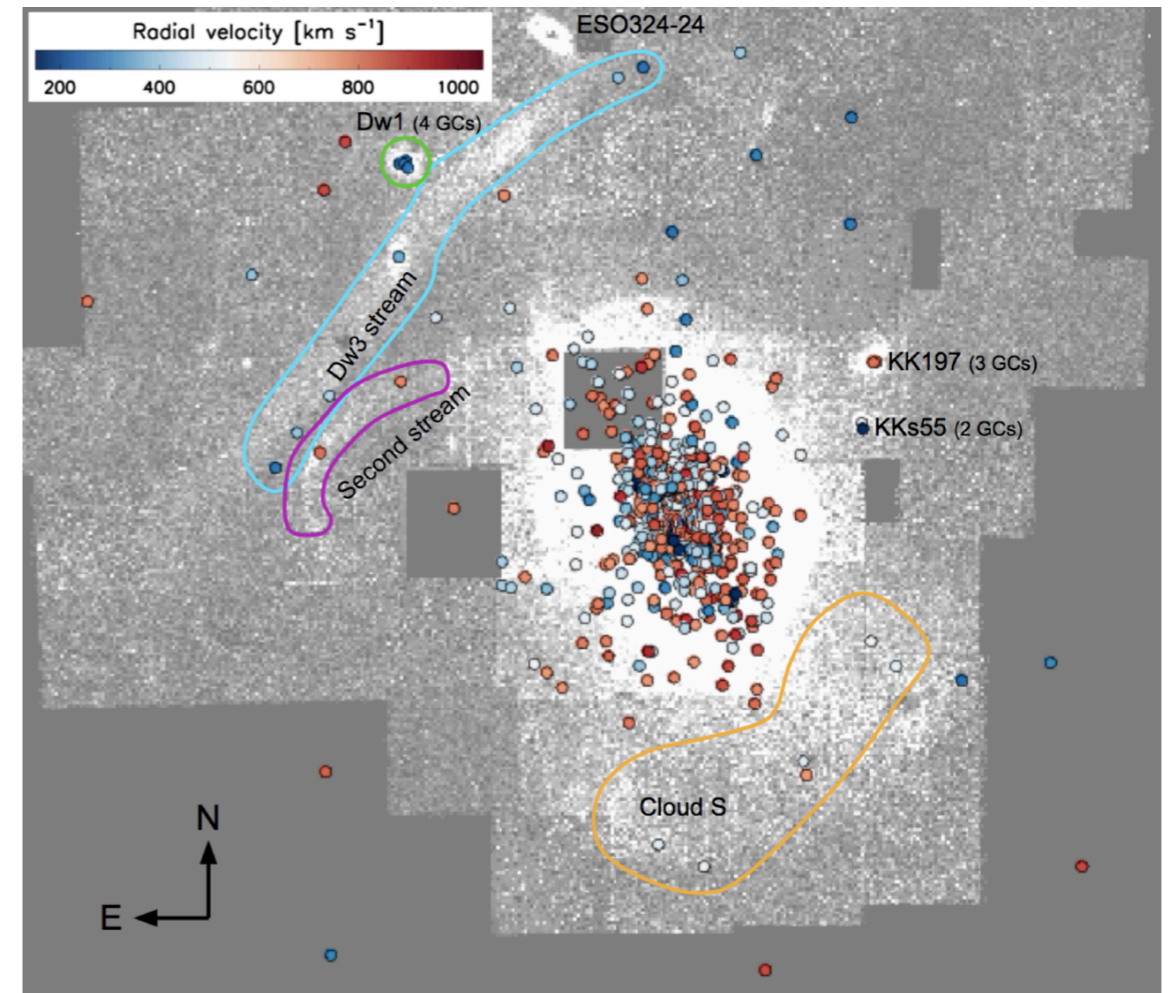 ESO324-24
Radial velocity [km s⁻¹]
200 400 600 800 1000
Dw1 (4 GCs)
Dw3 stream
KK197 (3 GCs)
Second stream
KKs55 (2 GCs)
Cloud S
N
E